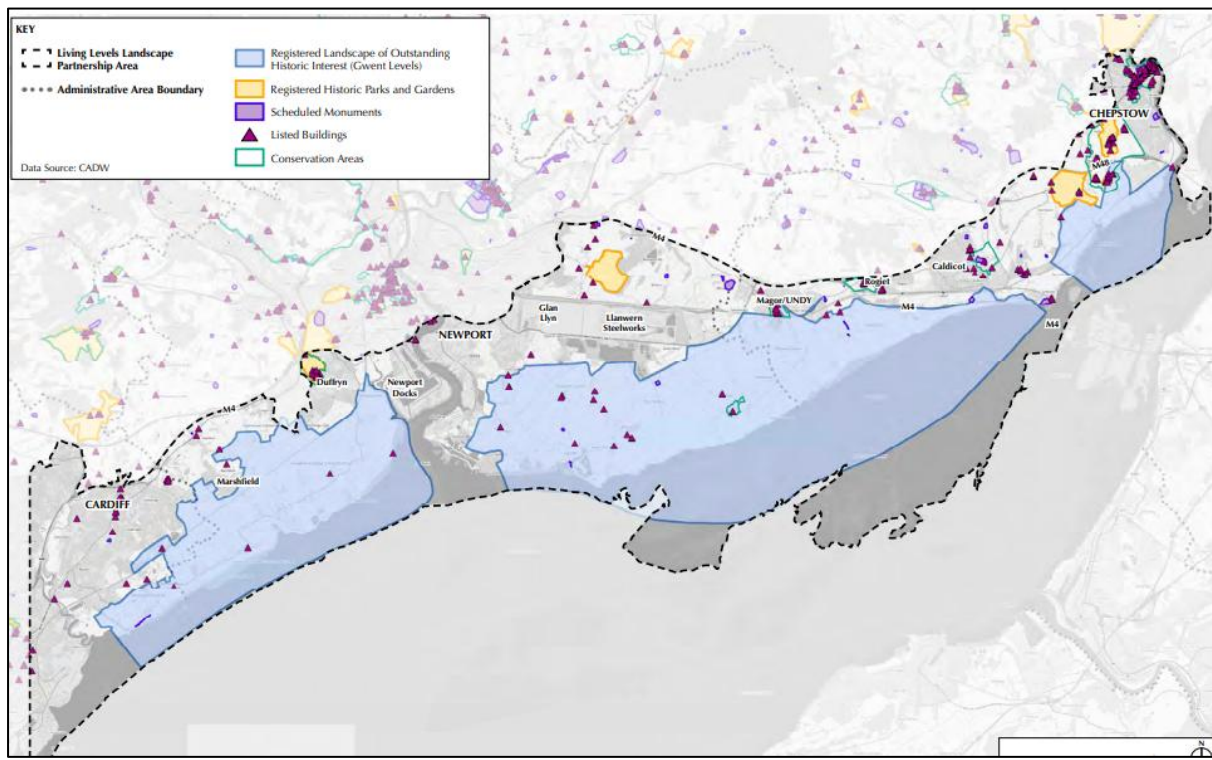 KEY
Living Levels Landscape
Partnership Area
Administrative Area Boundary
Registered Landscape of Outstanding
Historic Interest (Gwent Levels)
Registered Historic Parks and Gardens
Scheduled Monuments
Listed Buildings
Conservation Areas
Data Source: CADW
CHEPSTOW
M48
M4
Caldicot
Rogiet
Magor/UNDY
M4
M4
Glan
Llyn
Llanwern
Steelworks
NEWPORT
Duffryn
Newport
Docks
M4
Marshfield
CARDIFF
N